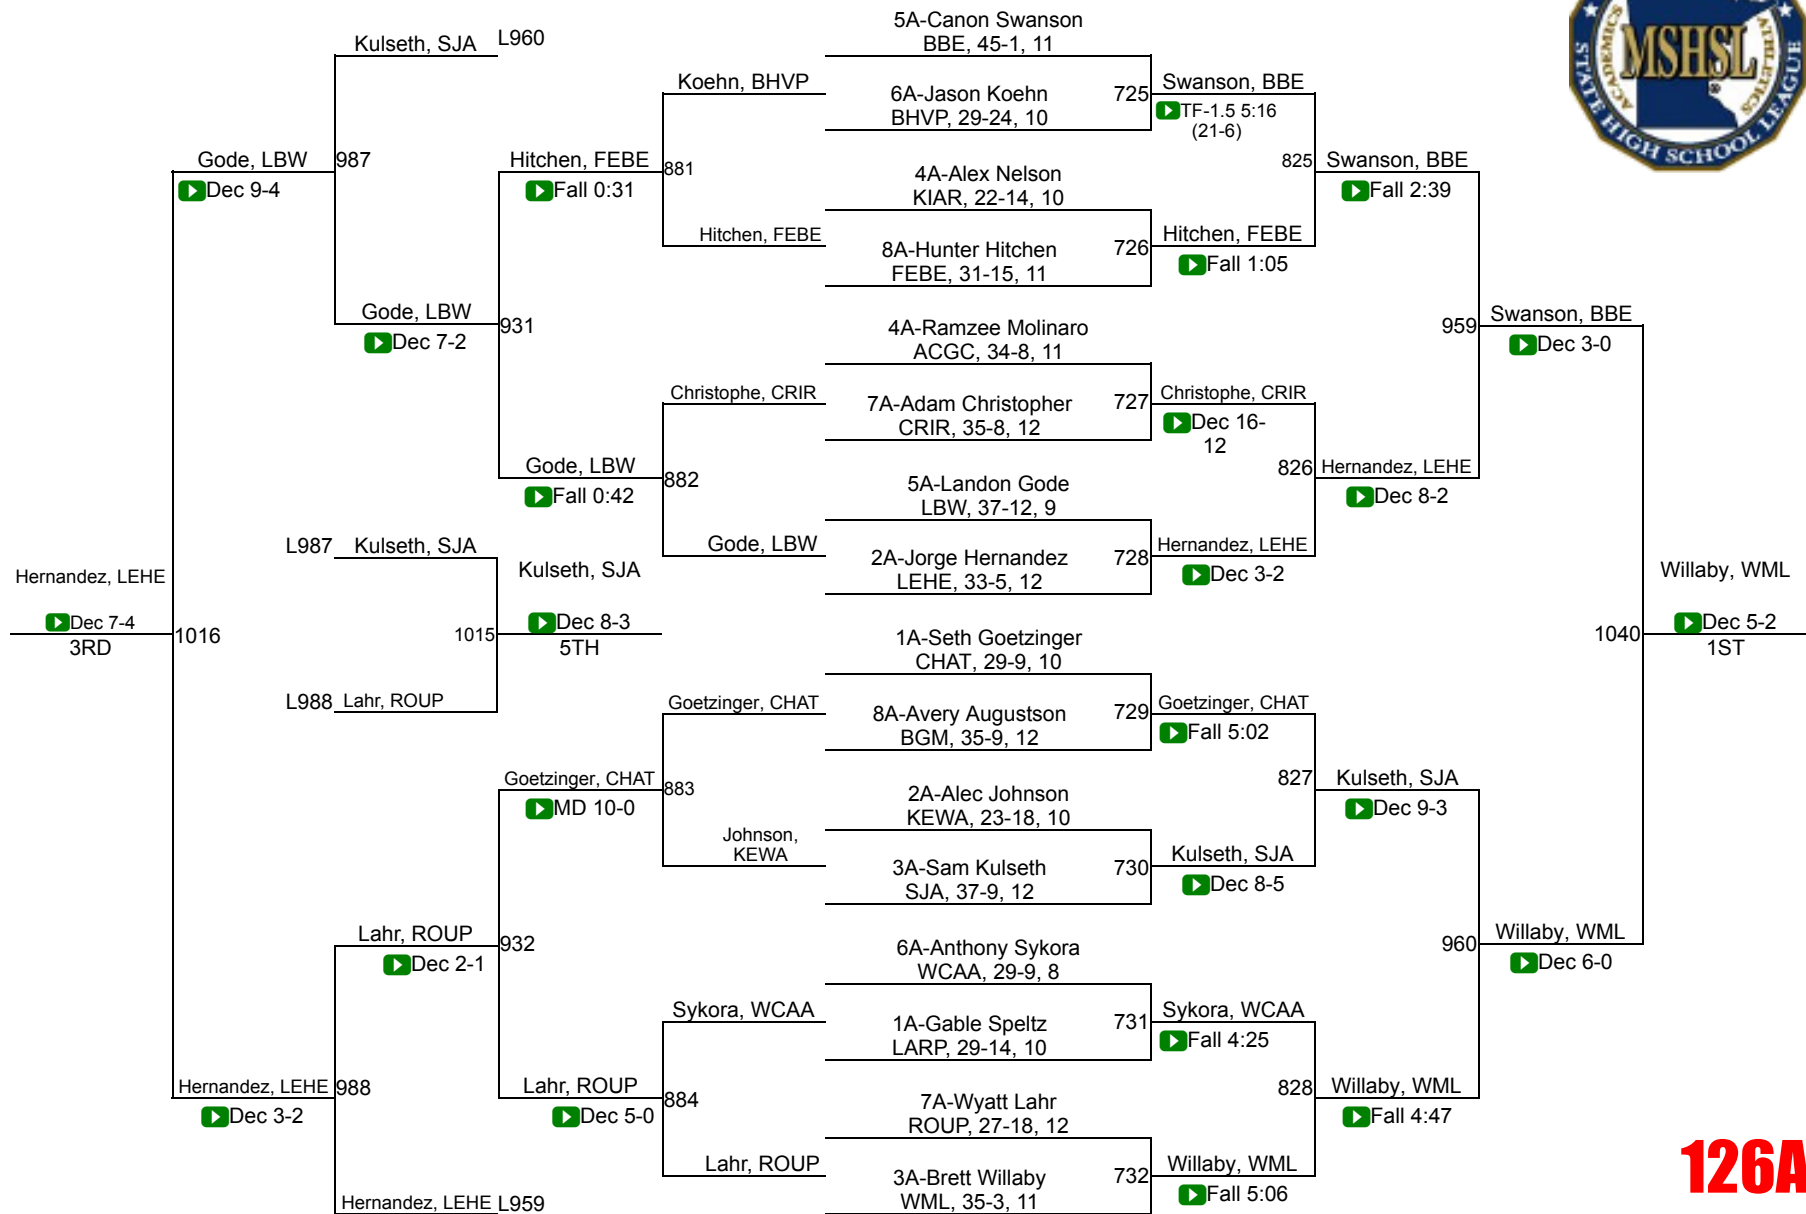 5A-Canon Swanson
BBE, 45-1, 11
6A-Jason Koehn
BHVP, 29-24, 10
4A-Alex Nelson
KIAR, 22-14, 10
8A-Hunter Hitchen
FEBE, 31-15, 11
4A-Ramzee Molinaro
ACGC, 34-8, 11
7A-Adam Christopher
CRIR, 35-8, 12
5A-Landon Gode
LBW, 37-12, 9
2A-Jorge Hernandez
LEHE, 33-5, 12
1A-Seth Goetzinger
CHAT, 29-9, 10
8A-Avery Augustson
BGM, 35-9, 12
2A-Alec Johnson
KEWA, 23-18, 10
3A-Sam Kulseth
SJA, 37-9, 12
6A-Anthony Sykora
WCAA, 29-9, 8
1A-Gable Speltz
LARP, 29-14, 10
7A-Wyatt Lahr
ROUP, 27-18, 12
3A-Brett Willaby
WML, 35-3, 11
725
Swanson, BBE
TF-1.5 5:16
(21-6)
726
Hitchen, FEBE
Fall 1:05
727
Christophe, CRIR
Dec 16-
12
728
Hernandez, LEHE
Dec 3-2
729
Goetzinger, CHAT
Fall 5:02
730
Kulseth, SJA
Dec 8-5
731
Sykora, WCAA
Fall 4:25
732
Willaby, WML
Fall 5:06
825
Swanson, BBE
Fall 2:39
826
Hernandez, LEHE
Dec 8-2
827
Kulseth, SJA
Dec 9-3
828
Willaby, WML
Fall 4:47
959
Swanson, BBE
Dec 3-0
960
Willaby, WML
Dec 6-0
1040
Willaby, WML
Dec 5-2
1ST
Koehn, BHVP
Hitchen, FEBE
881
Hitchen, FEBE
Fall 0:31
Christophe, CRIR
Gode, LBW
882
Gode, LBW
Fall 0:42
Goetzinger, CHAT
Johnson,
KEWA
883
Goetzinger, CHAT
MD 10-0
Sykora, WCAA
Lahr, ROUP
884
Lahr, ROUP
Dec 5-0
931
Gode, LBW
Dec 7-2
932
Lahr, ROUP
Dec 2-1
Kulseth, SJA
L960
987
Gode, LBW
Dec 9-4
Hernandez, LEHE
L959
988
Hernandez, LEHE
Dec 3-2
L987
Kulseth, SJA
L988
Lahr, ROUP
1015
Kulseth, SJA
Dec 8-3
5TH
1016
Hernandez, LEHE
Dec 7-4
3RD
MSHSL
ACADEMICS
ATHLETICS
STATE HIGH SCHOOL LEAGUE
126A